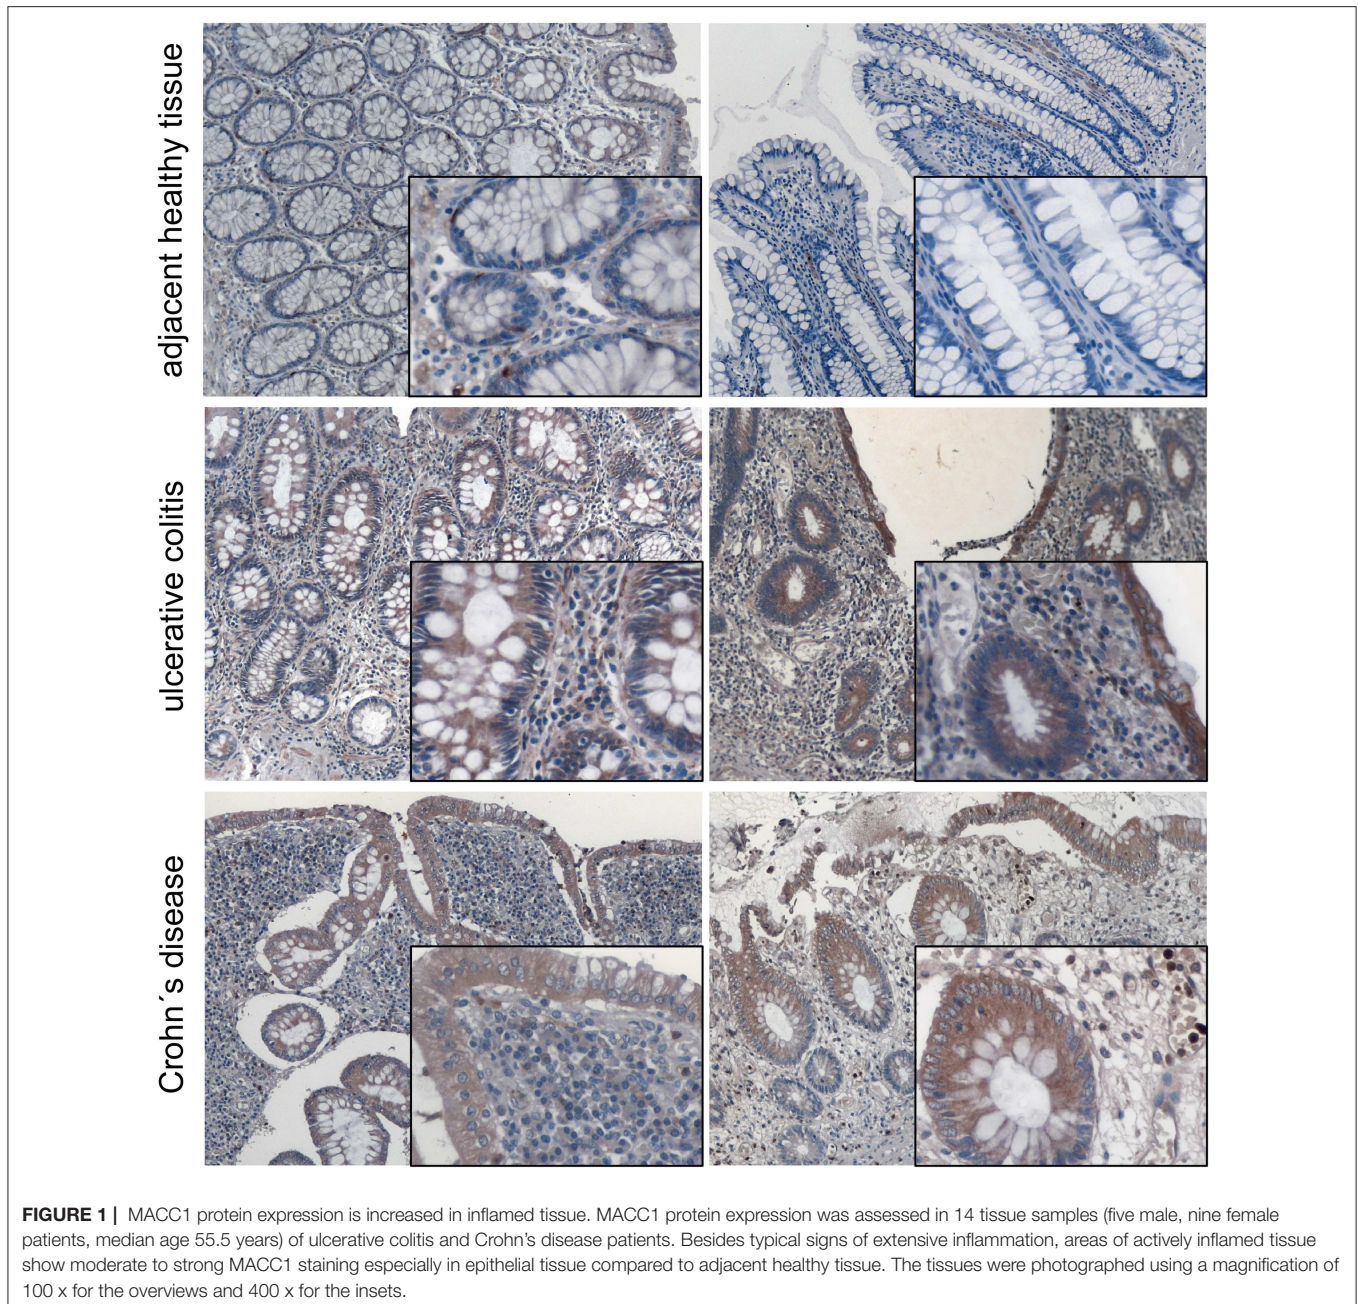 adjacent healthy tissue
ulcerative colitis
Crohn´s disease
FIGURE 1 | MACC1 protein expression is increased in inflamed tissue. MACC1 protein expression was assessed in 14 tissue samples (five male, nine female
patients, median age 55.5 years) of ulcerative colitis and Crohn’s disease patients. Besides typical signs of extensive inflammation, areas of actively inflamed tissue
show moderate to strong MACC1 staining especially in epithelial tissue compared to adjacent healthy tissue. The tissues were photographed using a magnification of
100 x for the overviews and 400 x for the insets.